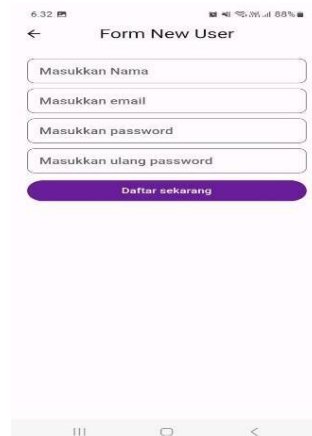 6:32 88%
Form New User
Masukkan Nama
Masukkan email
Masukkan password
Masukkan ulang password
Daftar sekarang